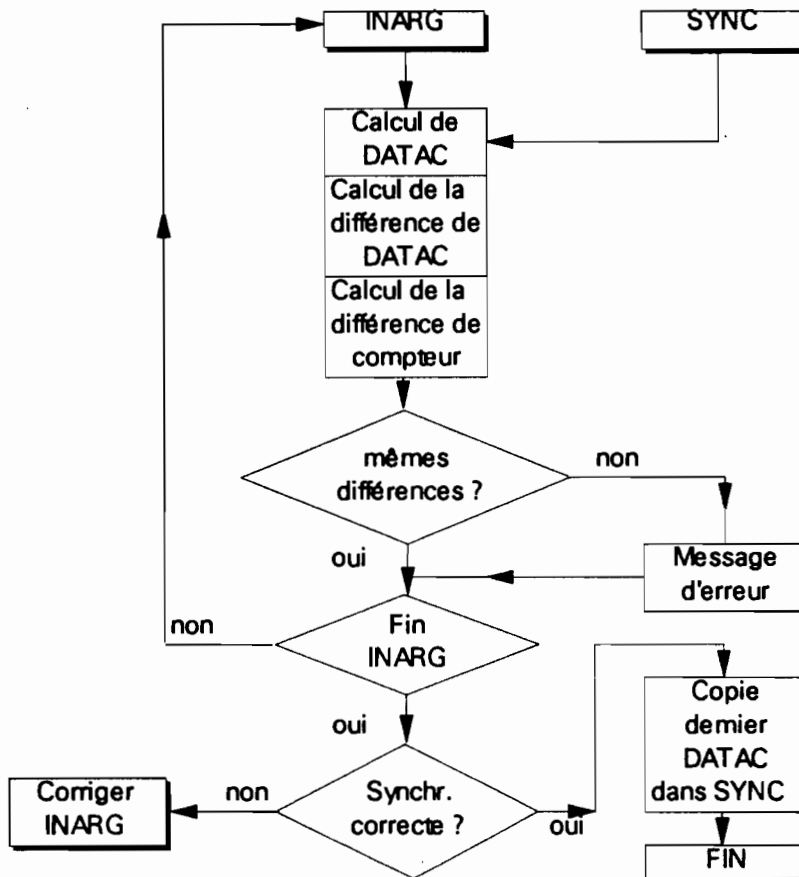 INARG
SYNC
Calcul de
DATAC
Calcul de la
différence de
DATAC
Calcul de la
différence de
compteur
mêmes
différences ?
non
oui
Message
d'erreur
non
Fin
INARG
oui
Copie
dernier
DATAC
dans SYNC
Corriger
INARG
non
Synchr.
correcte ?
oui
FIN